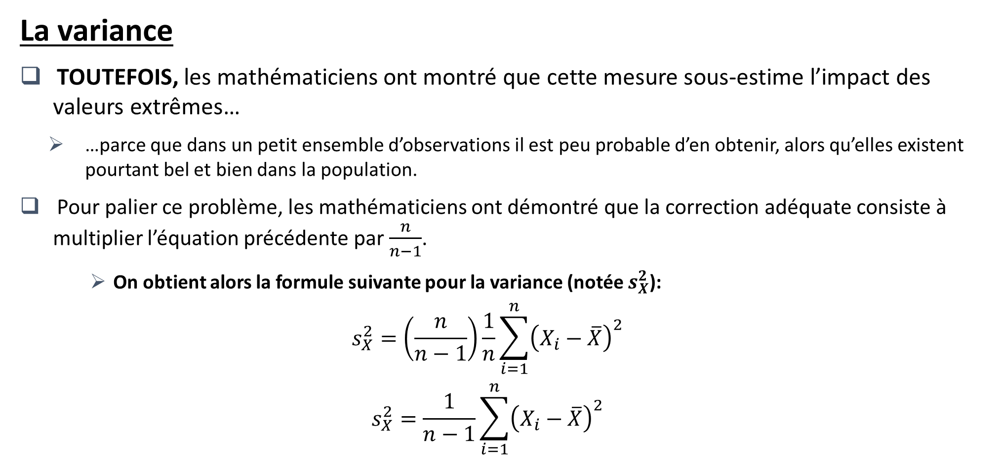 La variance
❑ TOUTEFOIS, les mathématiciens ont montré que cette mesure sous-estime l’impact des
valeurs extrêmes…
➢ …parce que dans un petit ensemble d’observations il est peu probable d’en obtenir, alors qu’elles existent
pourtant bel et bien dans la population.
❑ Pour palier ce problème, les mathématiciens ont démontré que la correction adéquate consiste à
multiplier l’équation précédente par $\frac{n}{n-1}$.
➢ On obtient alors la formule suivante pour la variance (notée $s_X^2$):
$s_X^2 = \left(\frac{n}{n-1}\right)\frac{1}{n}\sum_{i=1}^{n}\left(X_i - \bar{X}\right)^2$
$s_X^2 = \frac{1}{n-1}\sum_{i=1}^{n}\left(X_i - \bar{X}\right)^2$